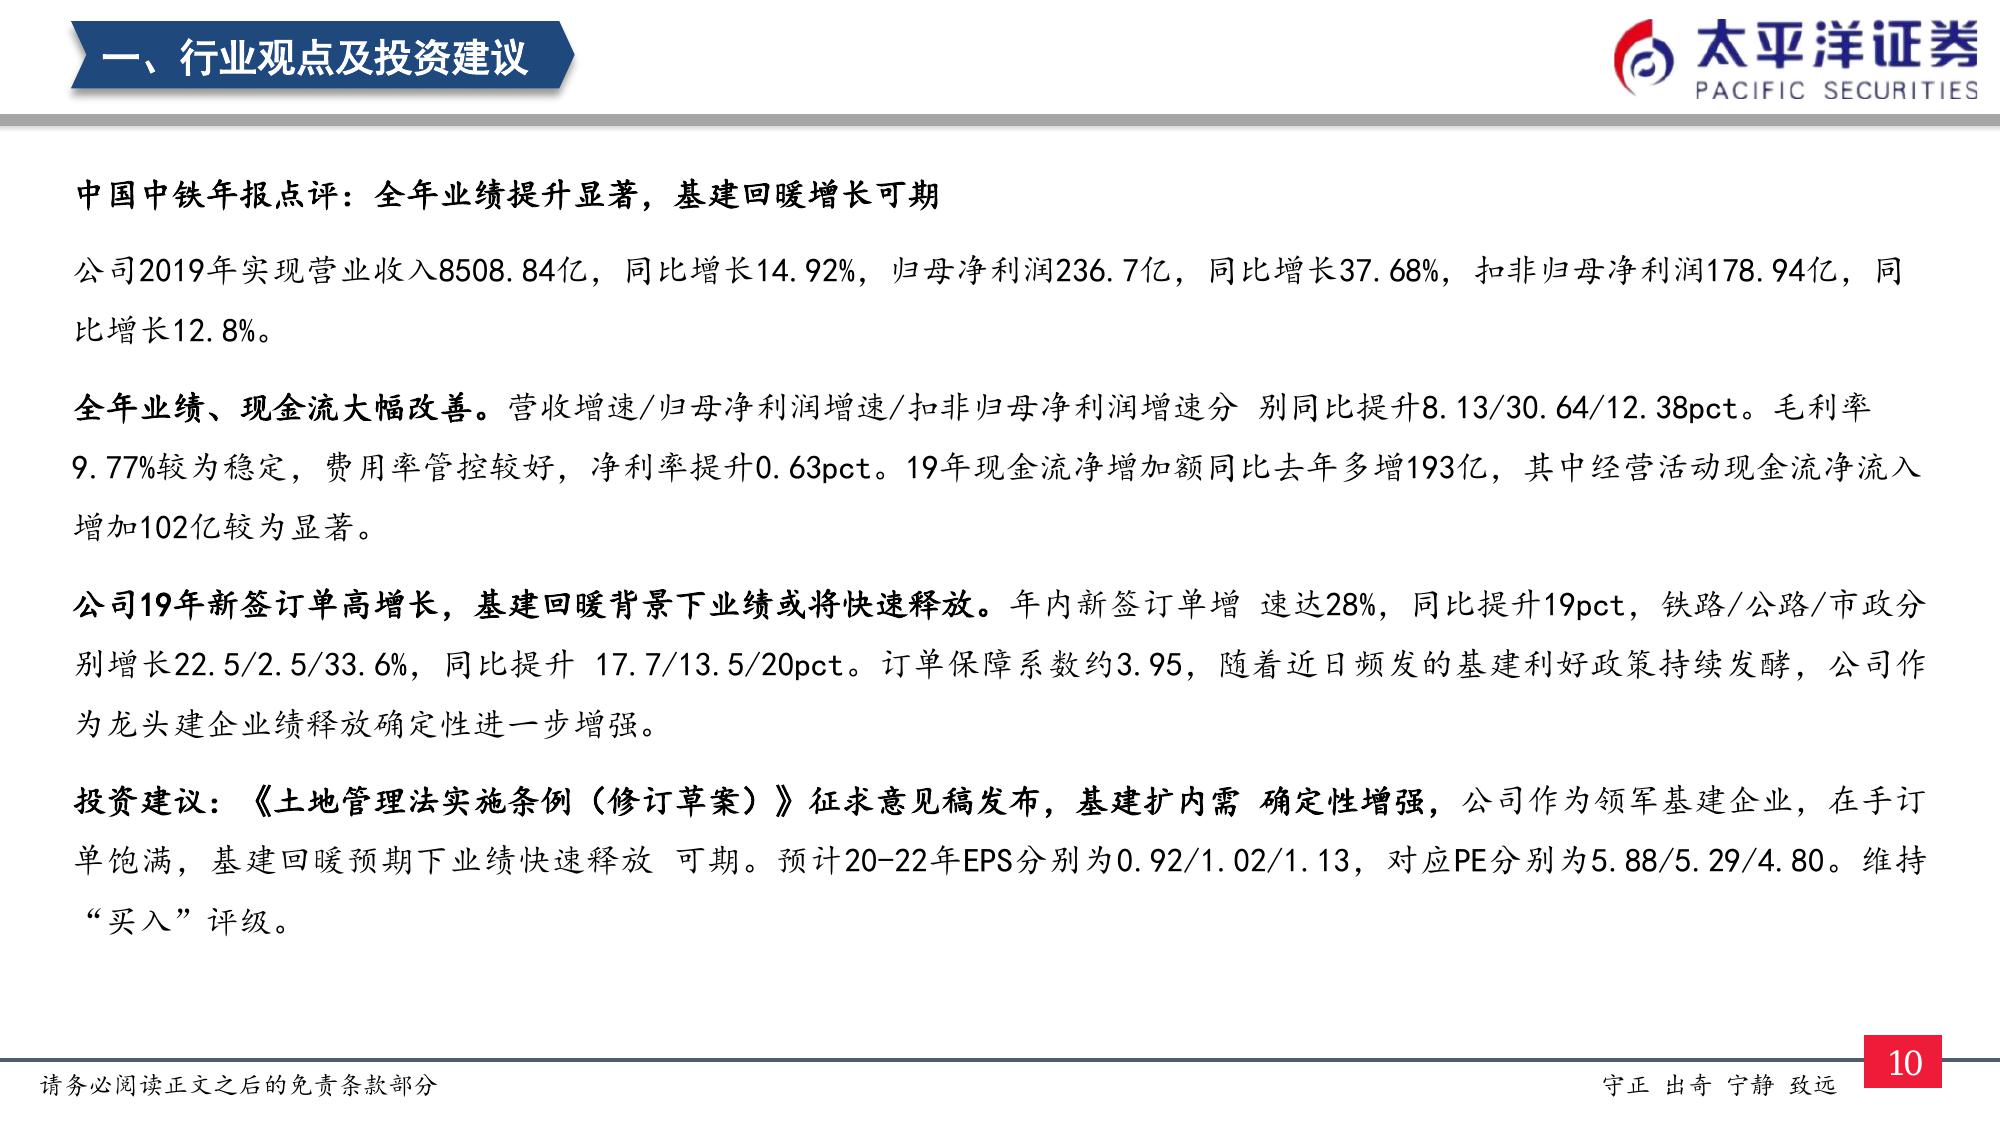 一、行业观点及投资建议
太平洋证券
PACIFIC SECURITIES
中国中铁年报点评：全年业绩提升显著，基建回暖增长可期
公司2019年实现营业收入8508.84亿，同比增长14.92%，归母净利润236.7亿，同比增长37.68%，扣非归母净利润178.94亿，同
比增长12.8%。
全年业绩、现金流大幅改善。营收增速/归母净利润增速/扣非归母净利润增速分 别同比提升8.13/30.64/12.38pct。毛利率
9.77%较为稳定，费用率管控较好，净利率提升0.63pct。19年现金流净增加额同比去年多增193亿，其中经营活动现金流净流入
增加102亿较为显著。
公司19年新签订单高增长，基建回暖背景下业绩或将快速释放。年内新签订单增 速达28%，同比提升19pct，铁路/公路/市政分
别增长22.5/2.5/33.6%，同比提升 17.7/13.5/20pct。订单保障系数约3.95，随着近日频发的基建利好政策持续发酵，公司作
为龙头建企业绩释放确定性进一步增强。
投资建议：《土地管理法实施条例（修订草案）》征求意见稿发布，基建扩内需 确定性增强，公司作为领军基建企业，在手订
单饱满，基建回暖预期下业绩快速释放 可期。预计20-22年EPS分别为0.92/1.02/1.13，对应PE分别为5.88/5.29/4.80。维持
“买入”评级。
请务必阅读正文之后的免责条款部分
守正 出奇 宁静 致远
10